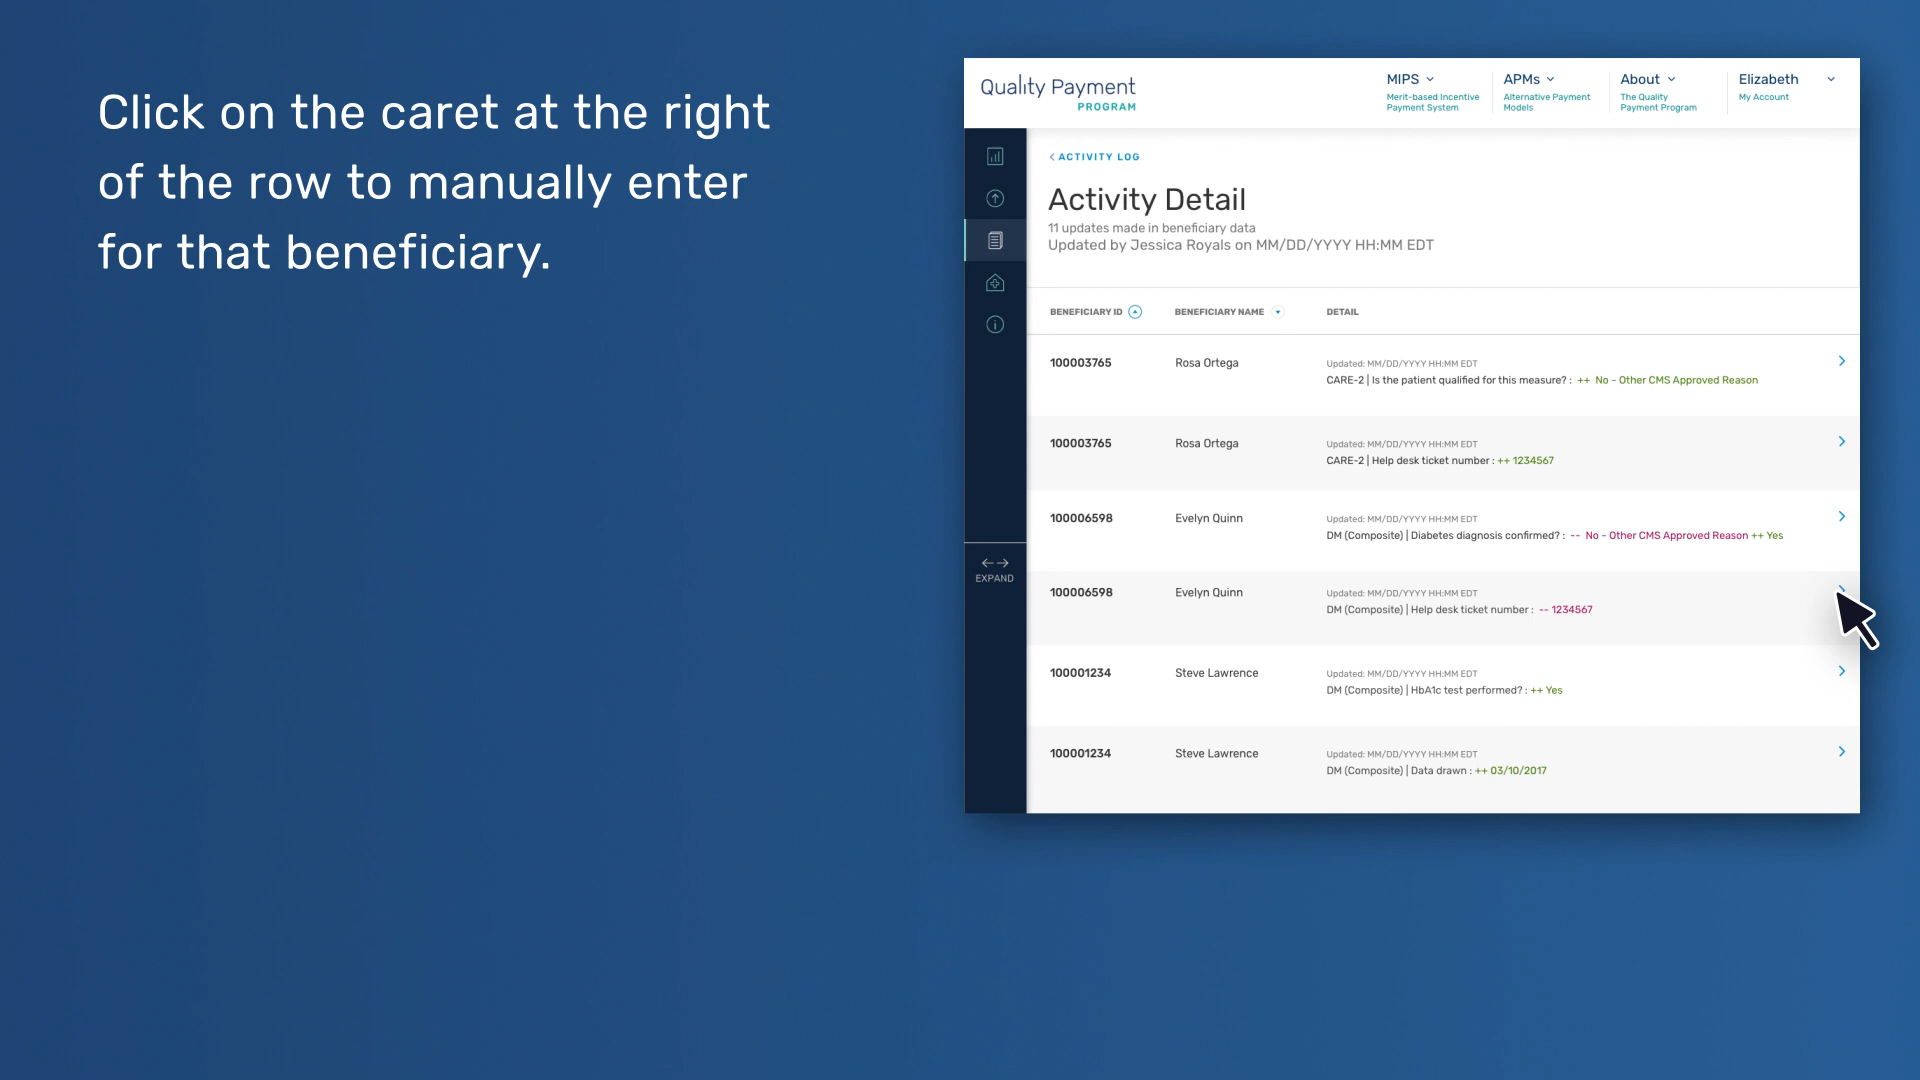 Click on the caret at the right
of the row to manually enter
for that beneficiary.
Quality Payment
PROGRAM
MIPS
Merit-based Incentive
Payment System
APMs
Alternative Payment
Models
About
The Quality
Payment Program
Elizabeth
My Account
ACTIVITY LOG
Activity Detail
11 updates made in beneficiary data
Updated by Jessica Royals on MM/DD/YYYY HH:MM EDT
BENEFICIARY ID BENEFICIARY NAME DETAIL
100003765 Rosa Ortega Updated: MM/DD/YYYY HH:MM EDT
CARE-2 | Is the patient qualified for this measure? : ++ No - Other CMS Approved Reason
100003765 Rosa Ortega Updated: MM/DD/YYYY HH:MM EDT
CARE-2 | Help desk ticket number : ++ 1234567
100006598 Evelyn Quinn Updated: MM/DD/YYYY HH:MM EDT
DM (Composite) | Diabetes diagnosis confirmed? : -- No - Other CMS Approved Reason ++ Yes
EXPAND
100006598 Evelyn Quinn Updated: MM/DD/YYYY HH:MM EDT
DM (Composite) | Help desk ticket number : -- 1234567
100001234 Steve Lawrence Updated: MM/DD/YYYY HH:MM EDT
DM (Composite) | HbA1c test performed? : ++ Yes
100001234 Steve Lawrence Updated: MM/DD/YYYY HH:MM EDT
DM (Composite) | Data drawn : ++ 03/10/2017